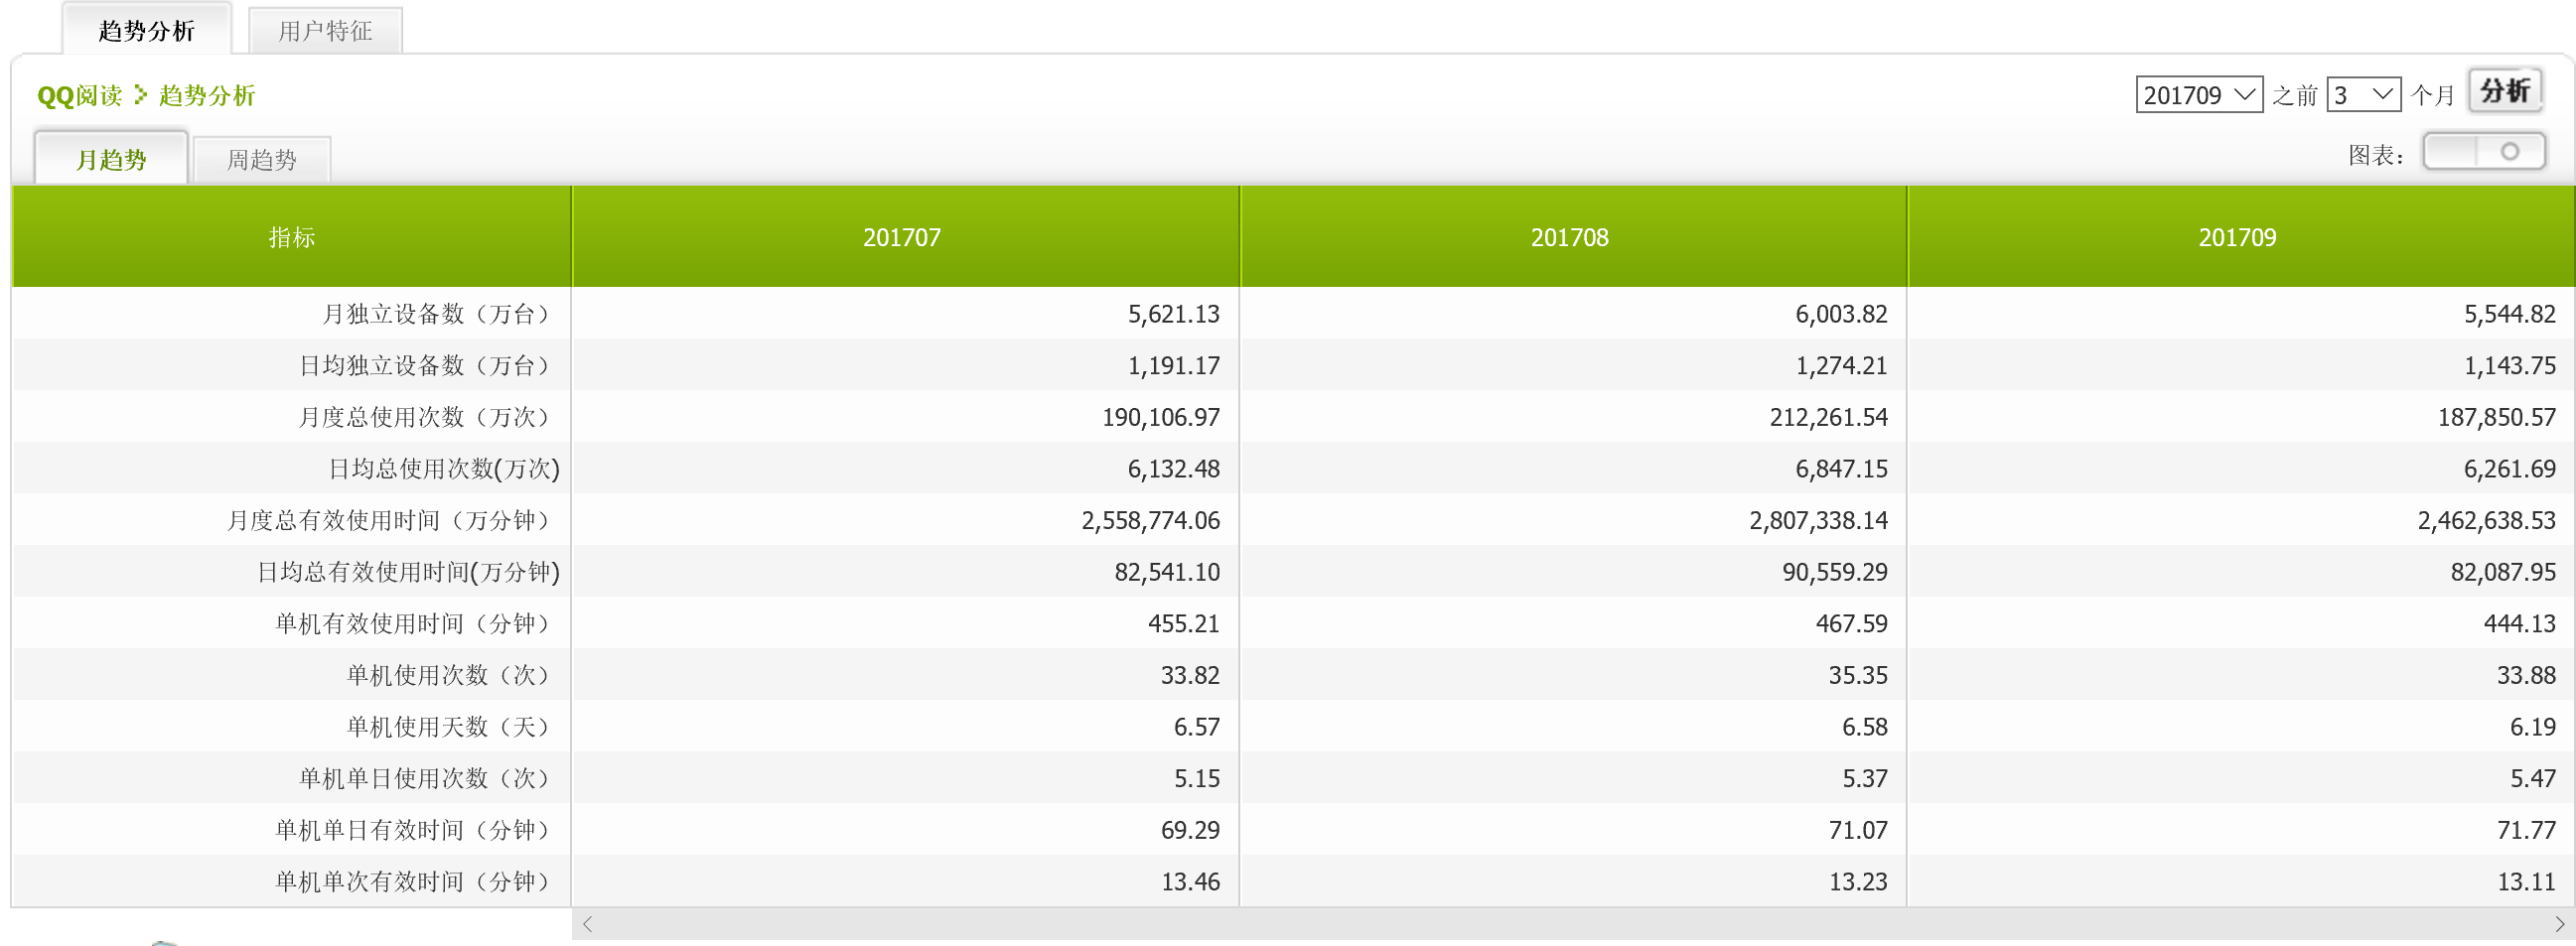 趋势分析 用户特征
QQ阅读 趋势分析 201709 之前 3 个月 分析
月趋势 周趋势 图表：
指标 201707 201708 201709
月独立设备数（万台） 5,621.13 6,003.82 5,544.82
日均独立设备数（万台） 1,191.17 1,274.21 1,143.75
月度总使用次数（万次） 190,106.97 212,261.54 187,850.57
日均总使用次数(万次) 6,132.48 6,847.15 6,261.69
月度总有效使用时间（万分钟） 2,558,774.06 2,807,338.14 2,462,638.53
日均总有效使用时间(万分钟) 82,541.10 90,559.29 82,087.95
单机有效使用时间（分钟） 455.21 467.59 444.13
单机使用次数（次） 33.82 35.35 33.88
单机使用天数（天） 6.57 6.58 6.19
单机单日使用次数（次） 5.15 5.37 5.47
单机单日有效时间（分钟） 69.29 71.07 71.77
单机单次有效时间（分钟） 13.46 13.23 13.11